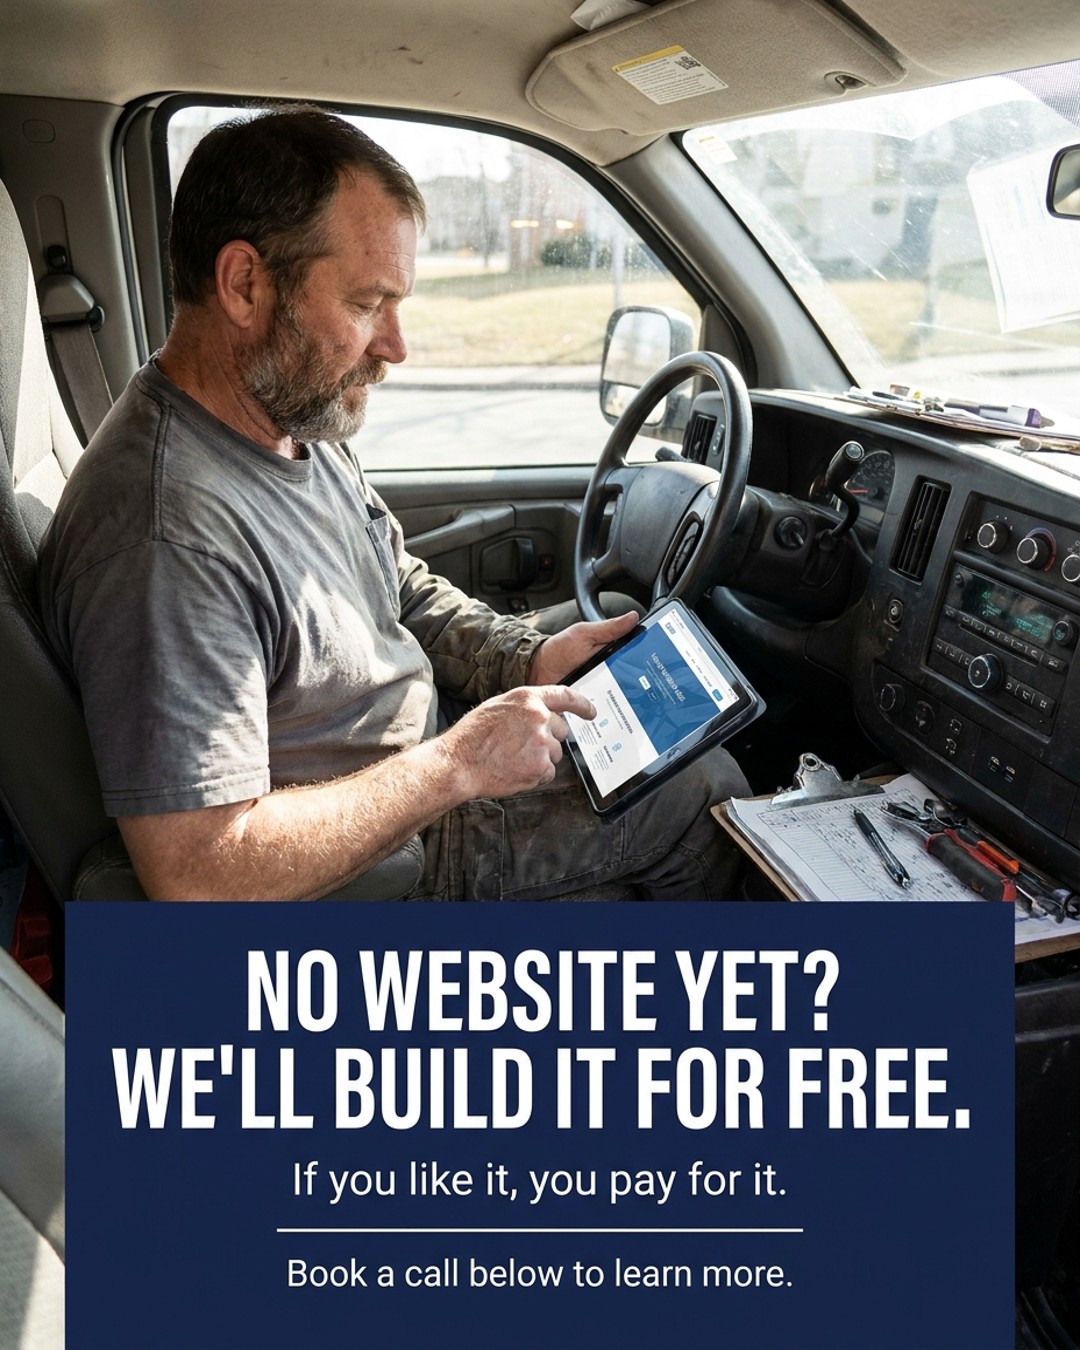 NO WEBSITE YET?
WE'LL BUILD IT FOR FREE.
If you like it, you pay for it.
Book a call below to learn more.